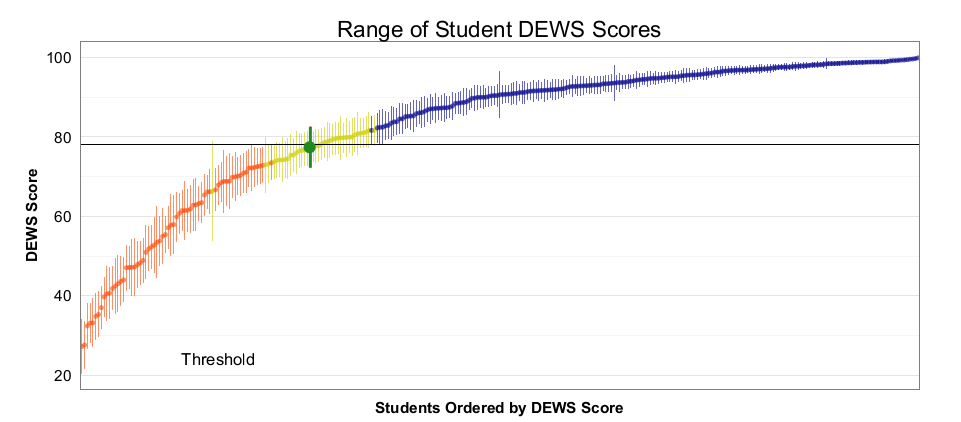 Range of Student DEWS Scores
100
80
60
40
20
DEWS Score
Threshold
Students Ordered by DEWS Score